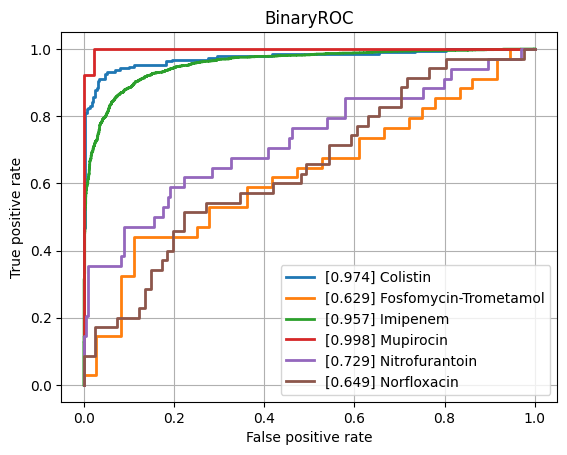 BinaryROC
True positive rate
1.0
0.8
0.6
0.4
0.2
0.0
[0.974] Colistin
[0.629] Fosfomycin-Trometamol
[0.957] Imipenem
[0.998] Mupirocin
[0.729] Nitrofurantoin
[0.649] Norfloxacin
0.0 0.2 0.4 0.6 0.8 1.0
False positive rate